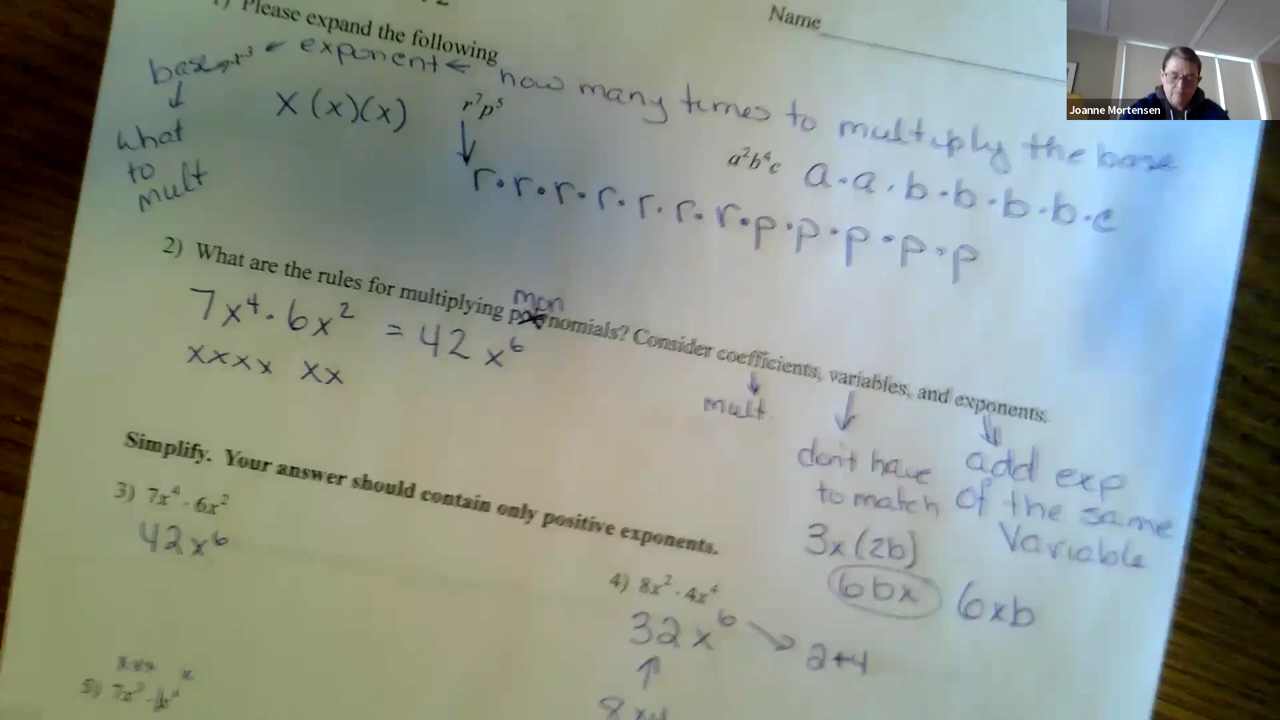 1) Please expand the following
Name
base x³ ← exponent ← how many times to multiply the base
↓
what
to
mult
x(x)(x)
r⁷p⁵
↓
r·r·r·r·r·r·r·p·p·p·p·p
a²b⁴c a·a·b·b·b·b·c
2) What are the rules for multiplying nomials? Consider coefficients, variables, and exponents.
mon
7x⁴·6x² = 42x⁶
xxxx xx
↓
mult
↓
don't have
to match
↓
add exp
of the same
variable
3x(2b)
6bx 6xb
Simplify. Your answer should contain only positive exponents.
3) 7x⁴·6x²
42x⁶
4) 8x²·4x⁴
32x⁶ → 2+4
↑
5)
Joanne Mortensen